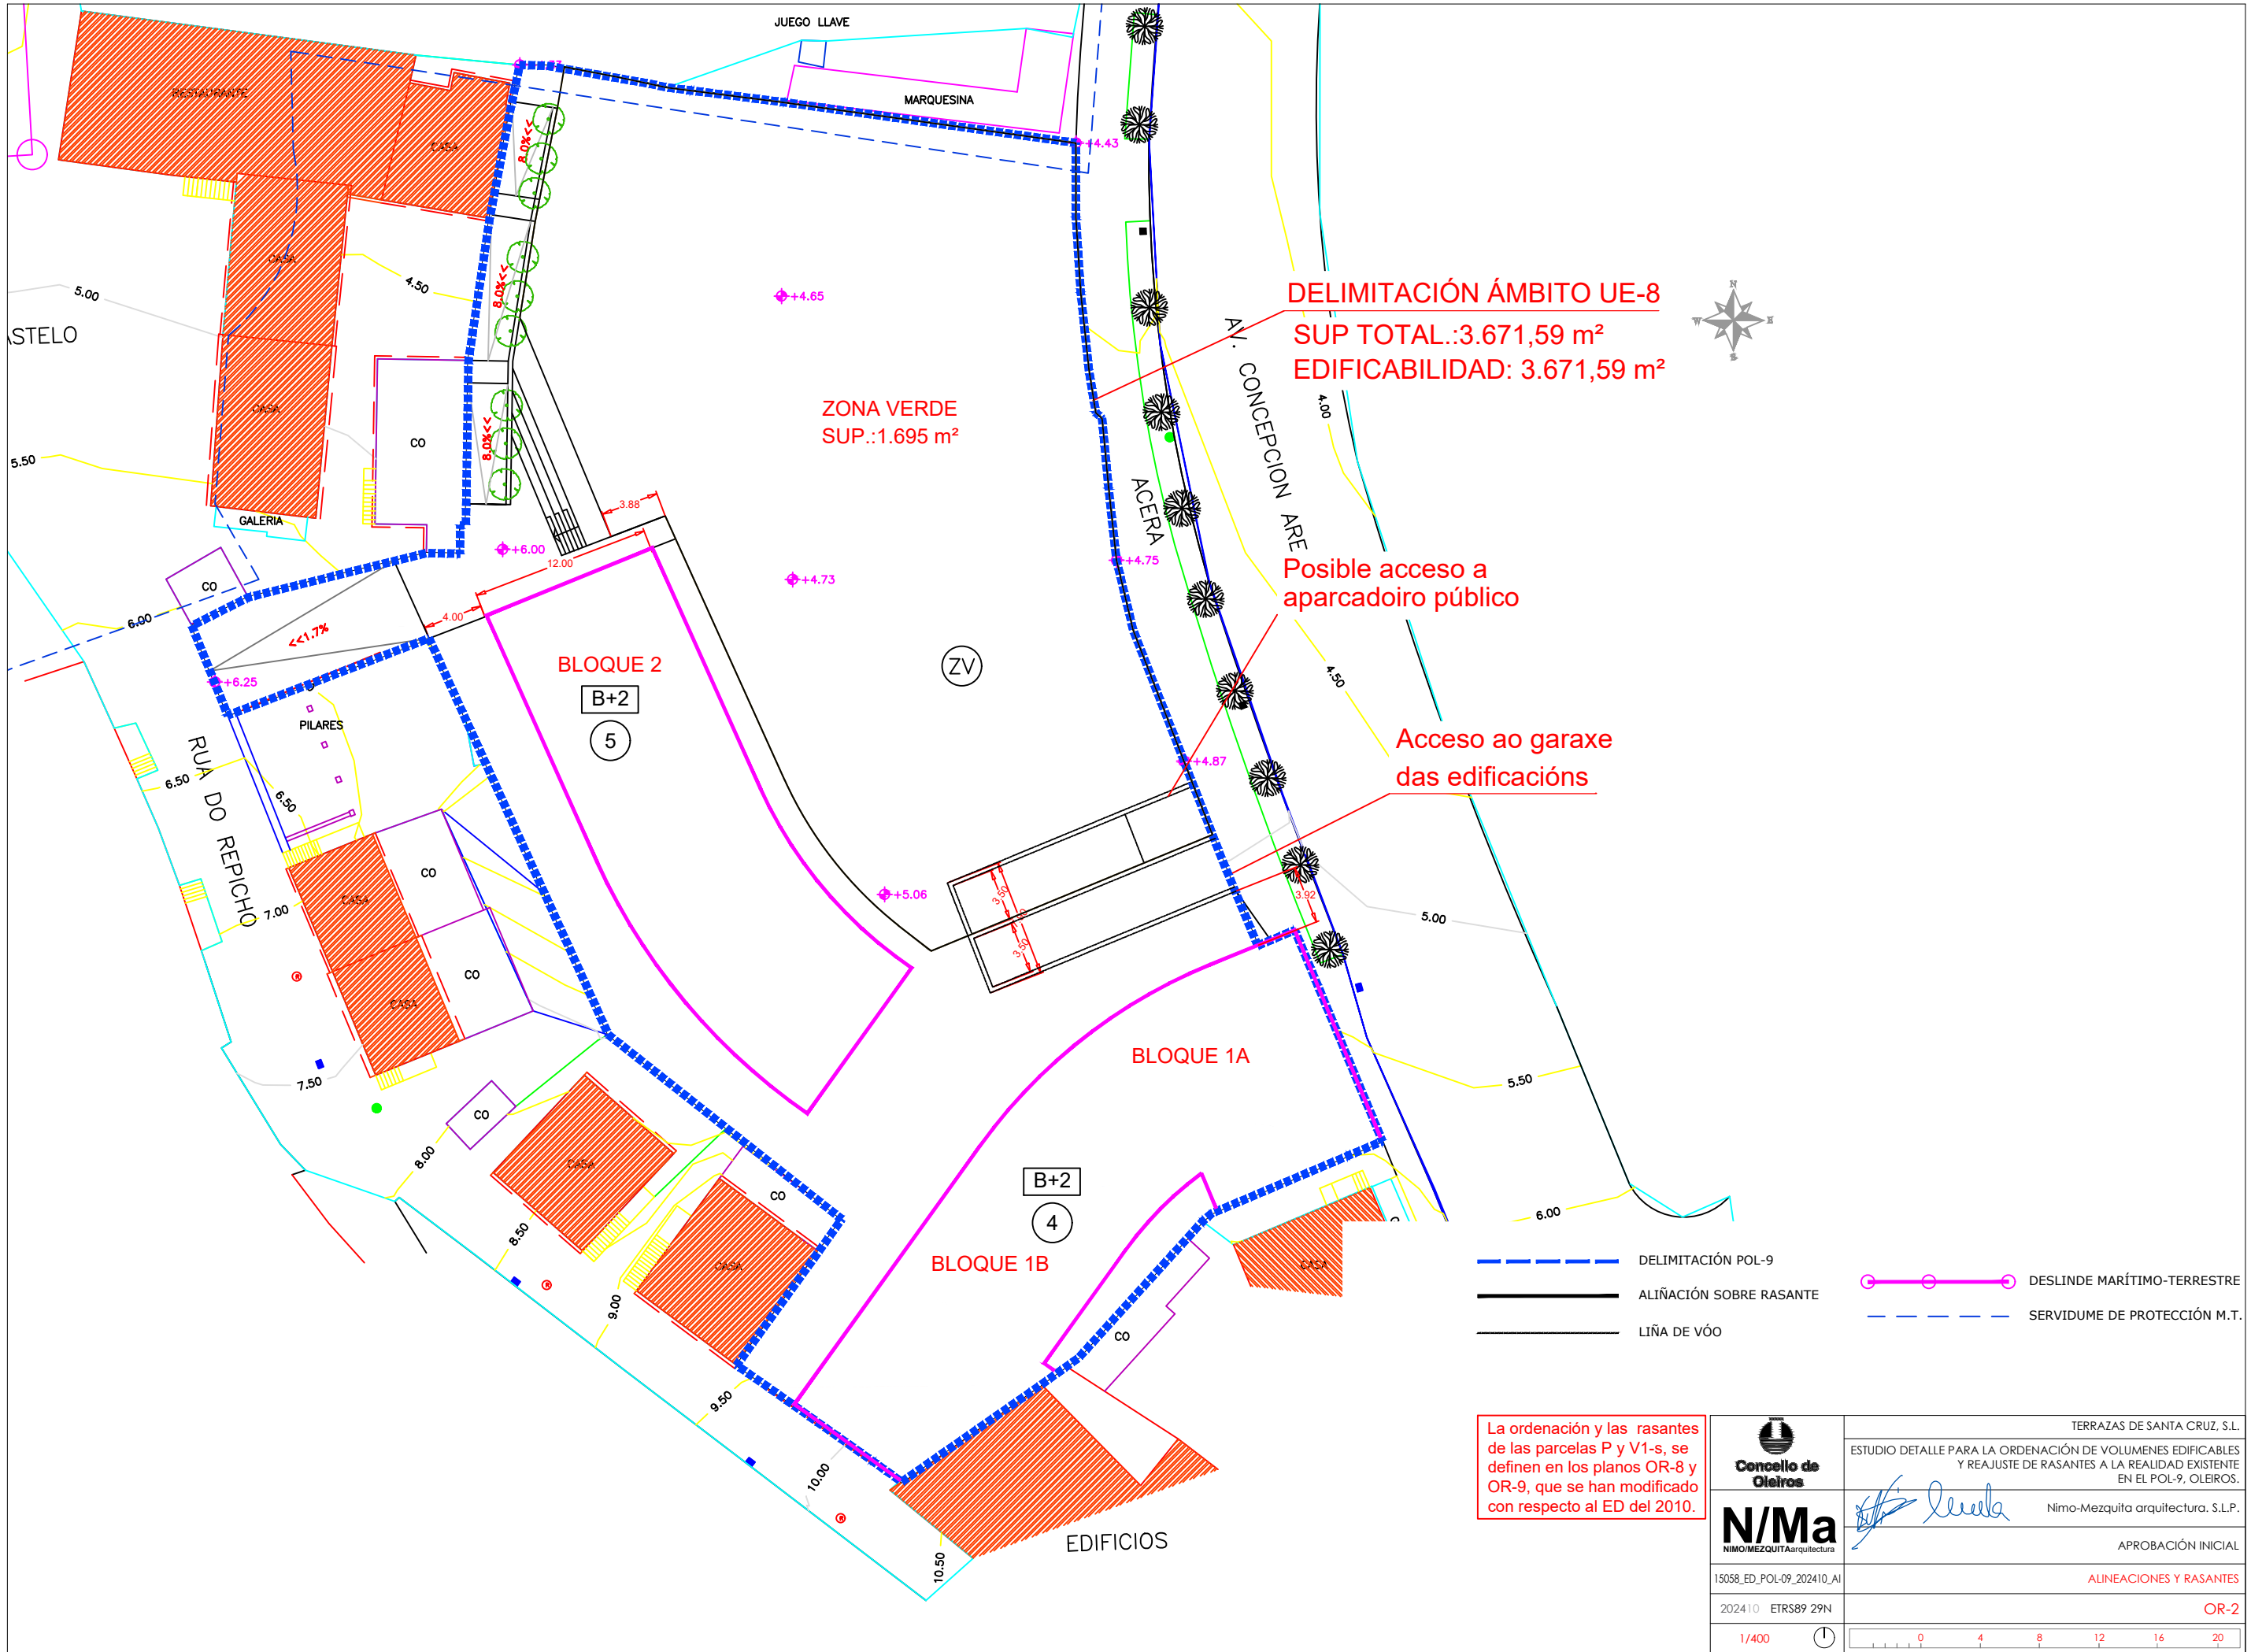 JUEGO LLAVE
RESTAURANTE
CASA
MARQUESINA
+4.43
8.0%<<
CASA
4.50
5.00
8.0%<<
+4.65
DELIMITACIÓN ÁMBITO UE-8
SUP TOTAL.:3.671,59 m²
EDIFICABILIDAD: 3.671,59 m²
N
W
E
S
ASTELO
AV. CONCEPCION ARE
4.00
CASA
CO
8.0%<<
ZONA VERDE
SUP.:1.695 m²
5.50
GALERIA
3.88
ACERA
+6.00
12.00
+4.73
+4.75
Posible acceso a
aparcadoiro público
CO
6.00
4.00
<<1.7%
+6.25
BLOQUE 2
B+2
5
ZV
4.50
PILARES
RUA DO REPICHO
6.50
6.50
+4.87
Acceso ao garaxe
das edificacións
CO
CASA
7.00
+5.06
3.50
3.50
3.92
5.00
CO
CASA
7.50
BLOQUE 1A
5.50
CO
8.00
CASA
CO
B+2
4
8.50
6.00
CASA
BLOQUE 1B
CASA
9.00
CO
9.50
10.00
10.50
EDIFICIOS
DELIMITACIÓN POL-9
ALIÑACIÓN SOBRE RASANTE
LIÑA DE VÓO
DESLINDE MARÍTIMO-TERRESTRE
SERVIDUME DE PROTECCIÓN M.T.
La ordenación y las rasantes
de las parcelas P y V1-s, se
definen en los planos OR-8 y
OR-9, que se han modificado
con respecto al ED del 2010.
Concello de
Oleiros
TERRAZAS DE SANTA CRUZ, S.L.
ESTUDIO DETALLE PARA LA ORDENACIÓN DE VOLUMENES EDIFICABLES
Y REAJUSTE DE RASANTES A LA REALIDAD EXISTENTE
EN EL POL-9, OLEIROS.
N/Ma
NIMO/MEZQUITAarquitectura
Nimo-Mezquita arquitectura. S.L.P.
APROBACIÓN INICIAL
15058_ED_POL-09_202410_AI
ALINEACIONES Y RASANTES
202410 ETRS89 29N
OR-2
1/400
0 4 8 12 16 20